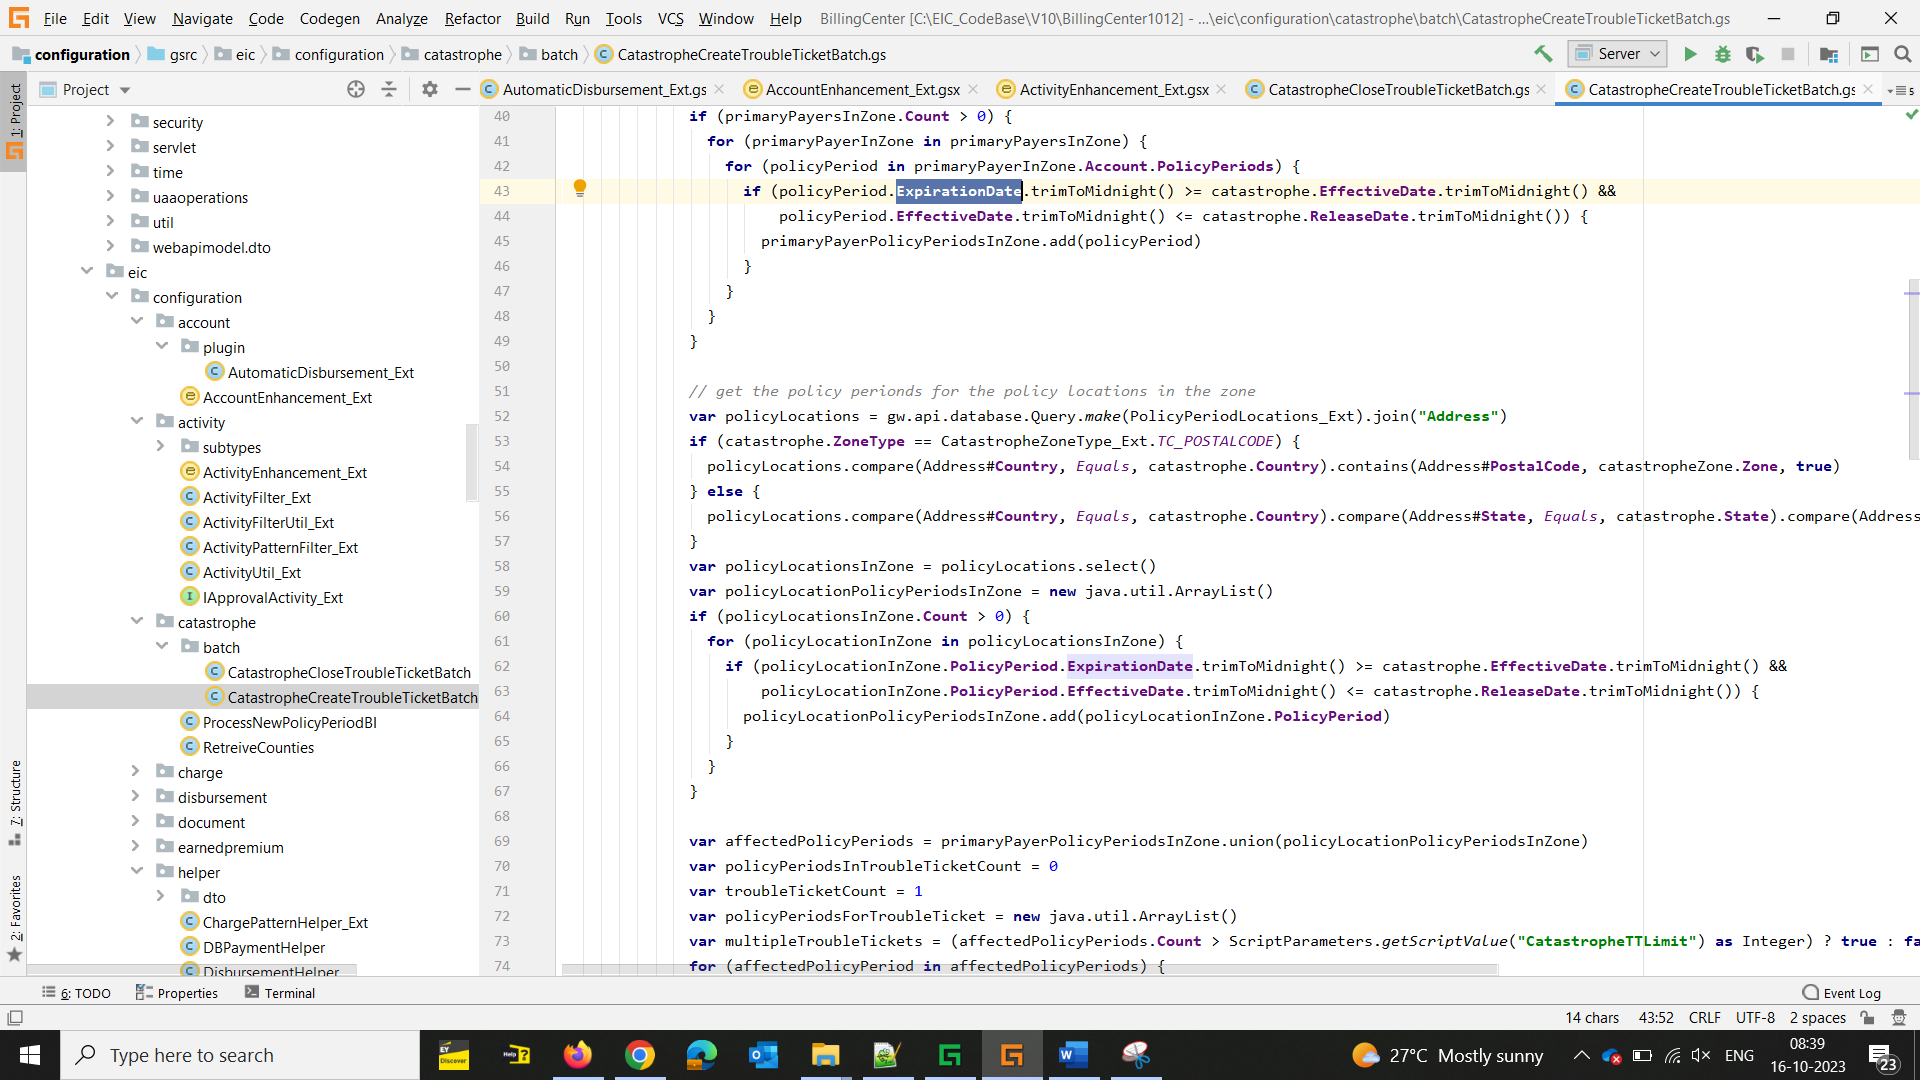 File Edit View Navigate Code Codegen Analyze Refactor Build Run Tools VCS Window Help BillingCenter [C:\EIC_CodeBase\V10\BillingCenter1012] - ...\eic\configuration\catastrophe\batch\CatastropheCreateTroubleTicketBatch.gs
configuration gsrc eic configuration catastrophe batch CatastropheCreateTroubleTicketBatch.gs Server
Project AutomaticDisbursement_Ext.gs AccountEnhancement_Ext.gsx ActivityEnhancement_Ext.gsx CatastropheCloseTroubleTicketBatch.gs CatastropheCreateTroubleTicketBatch.gs 5
1: Project
7: Structure
2: Favorites
security
servlet
time
uaaoperations
util
webapimodel.dto
eic
configuration
account
plugin
AutomaticDisbursement_Ext
AccountEnhancement_Ext
activity
subtypes
ActivityEnhancement_Ext
ActivityFilter_Ext
ActivityFilterUtil_Ext
ActivityPatternFilter_Ext
ActivityUtil_Ext
IApprovalActivity_Ext
catastrophe
batch
CatastropheCloseTroubleTicketBatch
CatastropheCreateTroubleTicketBatch
ProcessNewPolicyPeriodBI
RetreiveCounties
charge
disbursement
document
earnedpremium
helper
dto
ChargePatternHelper_Ext
DBPaymentHelper
DisbursementHelper
40 if (primaryPayersInZone.Count > 0) {
41 for (primaryPayerInZone in primaryPayersInZone) {
42 for (policyPeriod in primaryPayerInZone.Account.PolicyPeriods) {
43 if (policyPeriod.ExpirationDate.trimToMidnight() >= catastrophe.EffectiveDate.trimToMidnight() &&
44 policyPeriod.EffectiveDate.trimToMidnight() <= catastrophe.ReleaseDate.trimToMidnight()) {
45 primaryPayerPolicyPeriodsInZone.add(policyPeriod)
46 }
47 }
48 }
49 }
50
51 // get the policy perionds for the policy locations in the zone
52 var policyLocations = gw.api.database.Query.make(PolicyPeriodLocations_Ext).join("Address")
53 if (catastrophe.ZoneType == CatastropheZoneType_Ext.TC_POSTALCODE) {
54 policyLocations.compare(Address#Country, Equals, catastrophe.Country).contains(Address#PostalCode, catastropheZone.Zone, true)
55 } else {
56 policyLocations.compare(Address#Country, Equals, catastrophe.Country).compare(Address#State, Equals, catastrophe.State).compare(Address
57 }
58 var policyLocationsInZone = policyLocations.select()
59 var policyLocationPolicyPeriodsInZone = new java.util.ArrayList()
60 if (policyLocationsInZone.Count > 0) {
61 for (policyLocationInZone in policyLocationsInZone) {
62 if (policyLocationInZone.PolicyPeriod.ExpirationDate.trimToMidnight() >= catastrophe.EffectiveDate.trimToMidnight() &&
63 policyLocationInZone.PolicyPeriod.EffectiveDate.trimToMidnight() <= catastrophe.ReleaseDate.trimToMidnight()) {
64 policyLocationPolicyPeriodsInZone.add(policyLocationInZone.PolicyPeriod)
65 }
66 }
67 }
68
69 var affectedPolicyPeriods = primaryPayerPolicyPeriodsInZone.union(policyLocationPolicyPeriodsInZone)
70 var policyPeriodsInTroubleTicketCount = 0
71 var troubleTicketCount = 1
72 var policyPeriodsForTroubleTicket = new java.util.ArrayList()
73 var multipleTroubleTickets = (affectedPolicyPeriods.Count > ScriptParameters.getScriptValue("CatastropheTTLimit") as Integer) ? true : fa
74 for (affectedPolicyPeriod in affectedPolicyPeriods) {
6: TODO Properties Terminal Event Log
14 chars 43:52 CRLF UTF-8 2 spaces
Type here to search EY Discover Help ? 27°C Mostly sunny ENG 08:39
16-10-2023 23